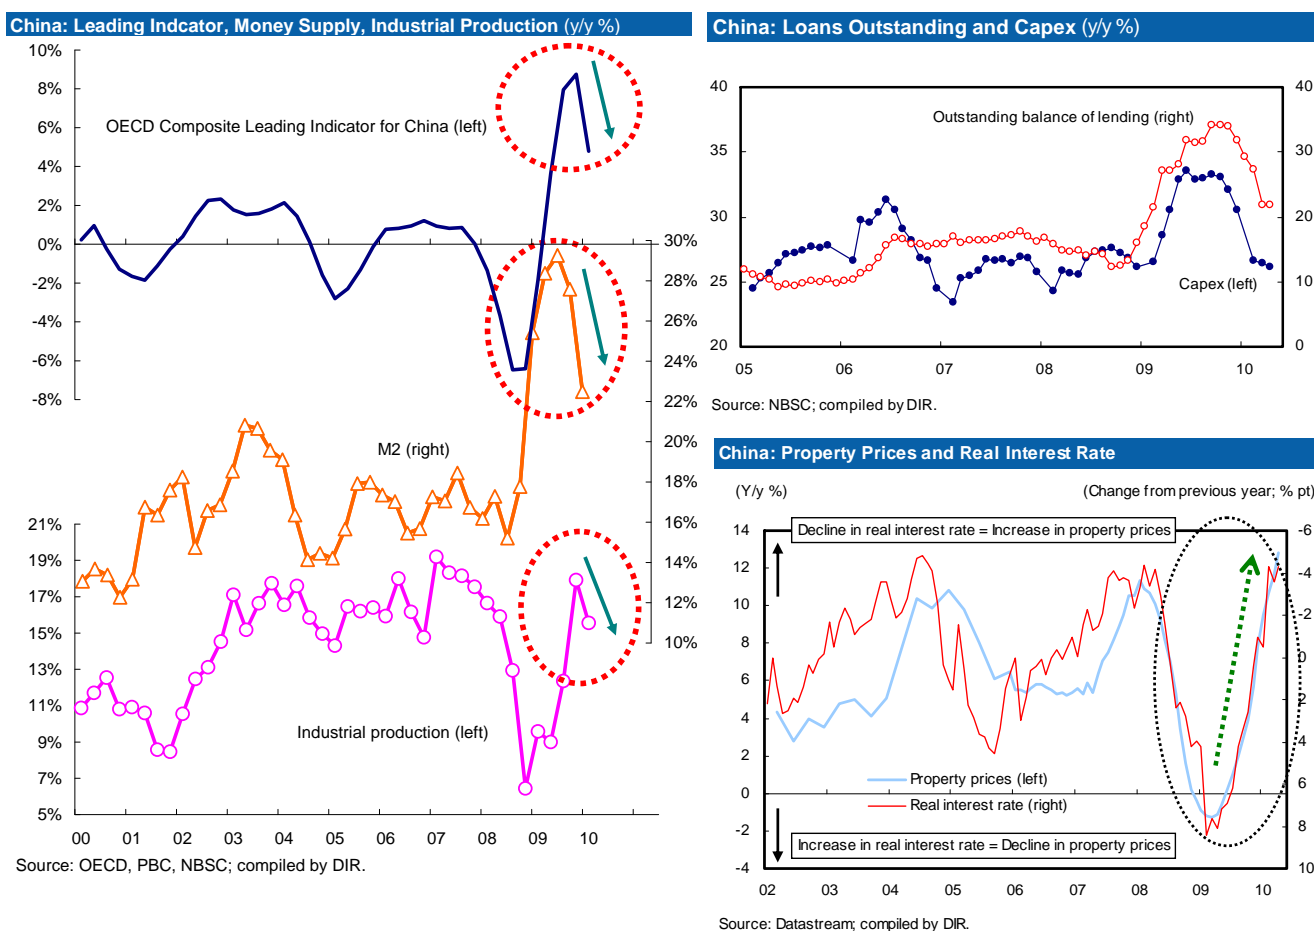 China: Leading Indcator, Money Supply, Industrial Production (y/y %)
10%
8%
6%
4%
2%
0%
-2%
-4%
-6%
-8%
OECD Composite Leading Indicator for China (left)
30%
28%
26%
24%
22%
20%
18%
16%
14%
12%
10%
M2 (right)
21%
19%
17%
15%
13%
11%
9%
7%
5%
Industrial production (left)
00 01 02 03 04 05 06 07 08 09 10
Source: OECD, PBC, NBSC; compiled by DIR.
China: Loans Outstanding and Capex (y/y %)
40
35
30
25
20
40
30
20
10
0
Outstanding balance of lending (right)
Capex (left)
05 06 07 08 09 10
Source: NBSC; compiled by DIR.
China: Property Prices and Real Interest Rate
(Y/y %)
(Change from previous year; % pt)
14
12
10
8
6
4
2
0
-2
-4
-6
-4
-2
0
2
4
6
8
10
Decline in real interest rate = Increase in property prices
Property prices (left)
Real interest rate (right)
Increase in real interest rate = Decline in property prices
02 03 04 05 06 07 08 09 10
Source: Datastream; compiled by DIR.